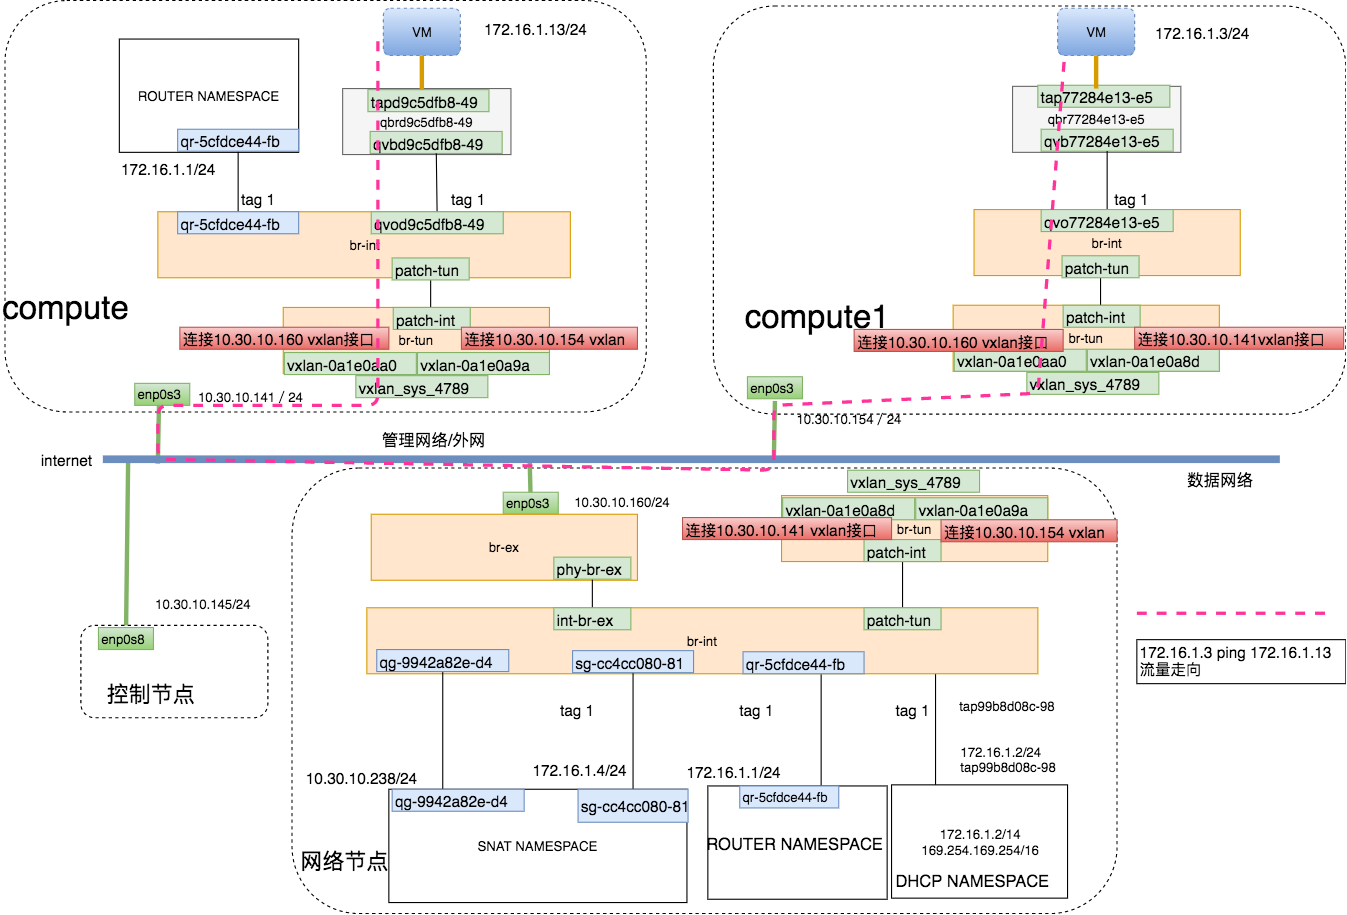 VM
172.16.1.13/24
ROUTER NAMESPACE
qr-5cfdce44-fb
172.16.1.1/24
tag 1
tapd9c5dfb8-49
qbrd9c5dfb8-49
qvbd9c5dfb8-49
tag 1
qr-5cfdce44-fb
qvod9c5dfb8-49
br-int
patch-tun
compute
patch-int
连接10.30.10.160 vxlan接口
br-tun
连接10.30.10.154 vxlan
vxlan-0a1e0aa0
vxlan-0a1e0a9a
vxlan_sys_4789
enp0s3
10.30.10.141 / 24
VM
172.16.1.3/24
tap77284e13-e5
qbr77284e13-e5
qvb77284e13-e5
tag 1
qvo77284e13-e5
br-int
patch-tun
compute1
patch-int
连接10.30.10.160 vxlan接口
br-tun
连接10.30.10.141vxlan接口
vxlan-0a1e0aa0
vxlan-0a1e0a8d
vxlan_sys_4789
enp0s3
10.30.10.154 / 24
管理网络/外网
internet
数据网络
enp0s3
10.30.10.160/24
br-ex
phy-br-ex
vxlan_sys_4789
vxlan-0a1e0a8d
vxlan-0a1e0a9a
连接10.30.10.141 vxlan接口
br-tun
连接10.30.10.154 vxlan
patch-int
10.30.10.145/24
enp0s8
控制节点
int-br-ex
patch-tun
br-int
qg-9942a82e-d4
sg-cc4cc080-81
qr-5cfdce44-fb
tag 1
tag 1
tag 1
tap99b8d08c-98
10.30.10.238/24
172.16.1.4/24
172.16.1.1/24
172.16.1.2/24
tap99b8d08c-98
qg-9942a82e-d4
sg-cc4cc080-81
qr-5cfdce44-fb
SNAT NAMESPACE
ROUTER NAMESPACE
172.16.1.2/14
169.254.169.254/16
DHCP NAMESPACE
网络节点
172.16.1.3 ping 172.16.1.13
流量走向